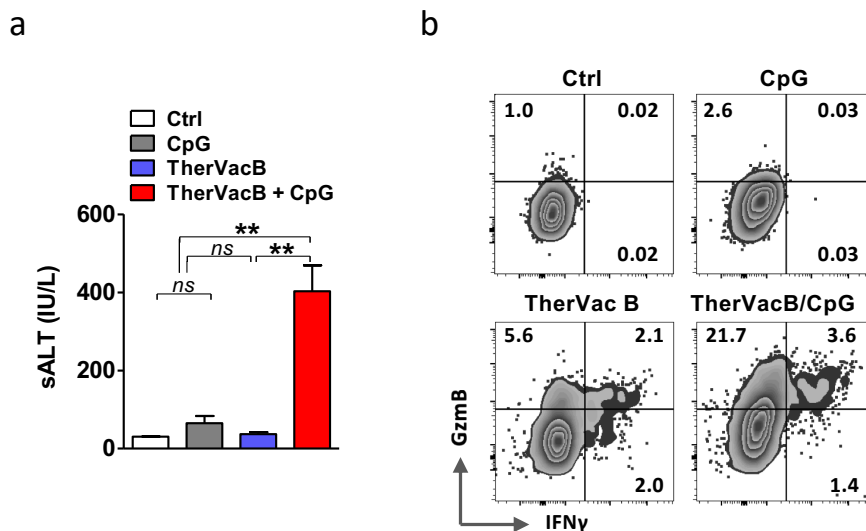 a
Ctrl
CpG
TherVacB
TherVacB + CpG
sALT (IU/L)
600
400
200
0
**
ns
**
ns
b
Ctrl
CpG
1.0
0.02
2.6
0.03
0.02
0.03
TherVac B
TherVacB/CpG
5.6
2.1
21.7
3.6
2.0
1.4
GzmB
IFNγ